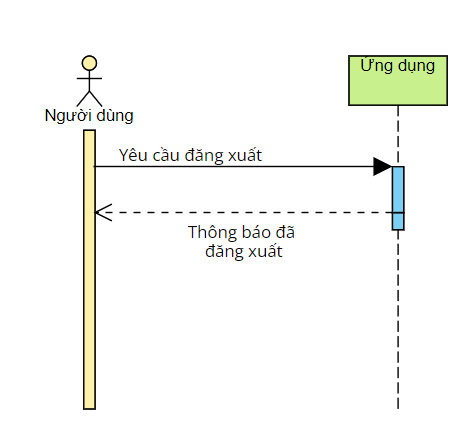 Ứng dụng
Người dùng
Yêu cầu đăng xuất
Thông báo đã
đăng xuất